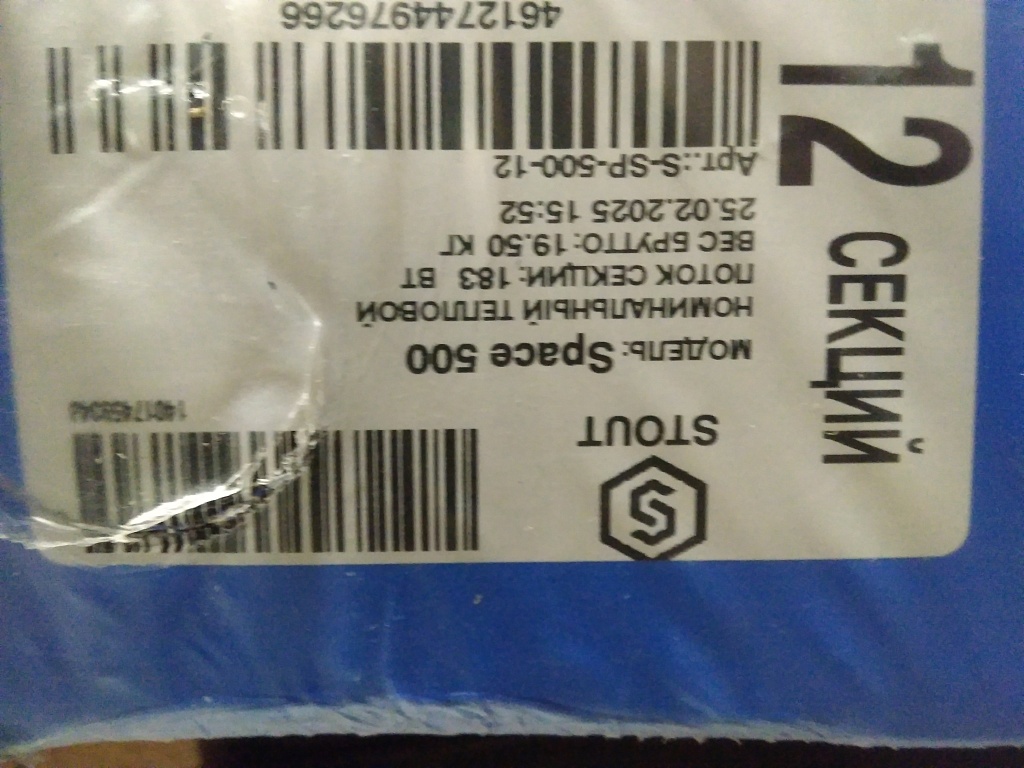 STOUT
МОДЕЛЬ: Space 500
НОМИНАЛЬНЫЙ ТЕПЛОВОЙ
ПОТОК СЕКЦИИ: 183 ВТ
ВЕС БРУТТО: 19.50 КГ
25.02.2025 15:52
Арт.:S-SP-500-12
4612744976266
12 СЕКЦИЙ